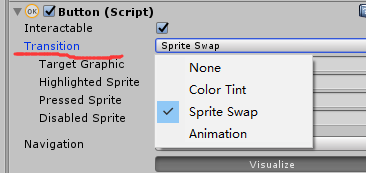 OK Button (Script)
Interactable
Transition Sprite Swap
Target Graphic None
Highlighted Sprite Color Tint
Pressed Sprite Sprite Swap
Disabled Sprite Animation
Navigation
Visualize